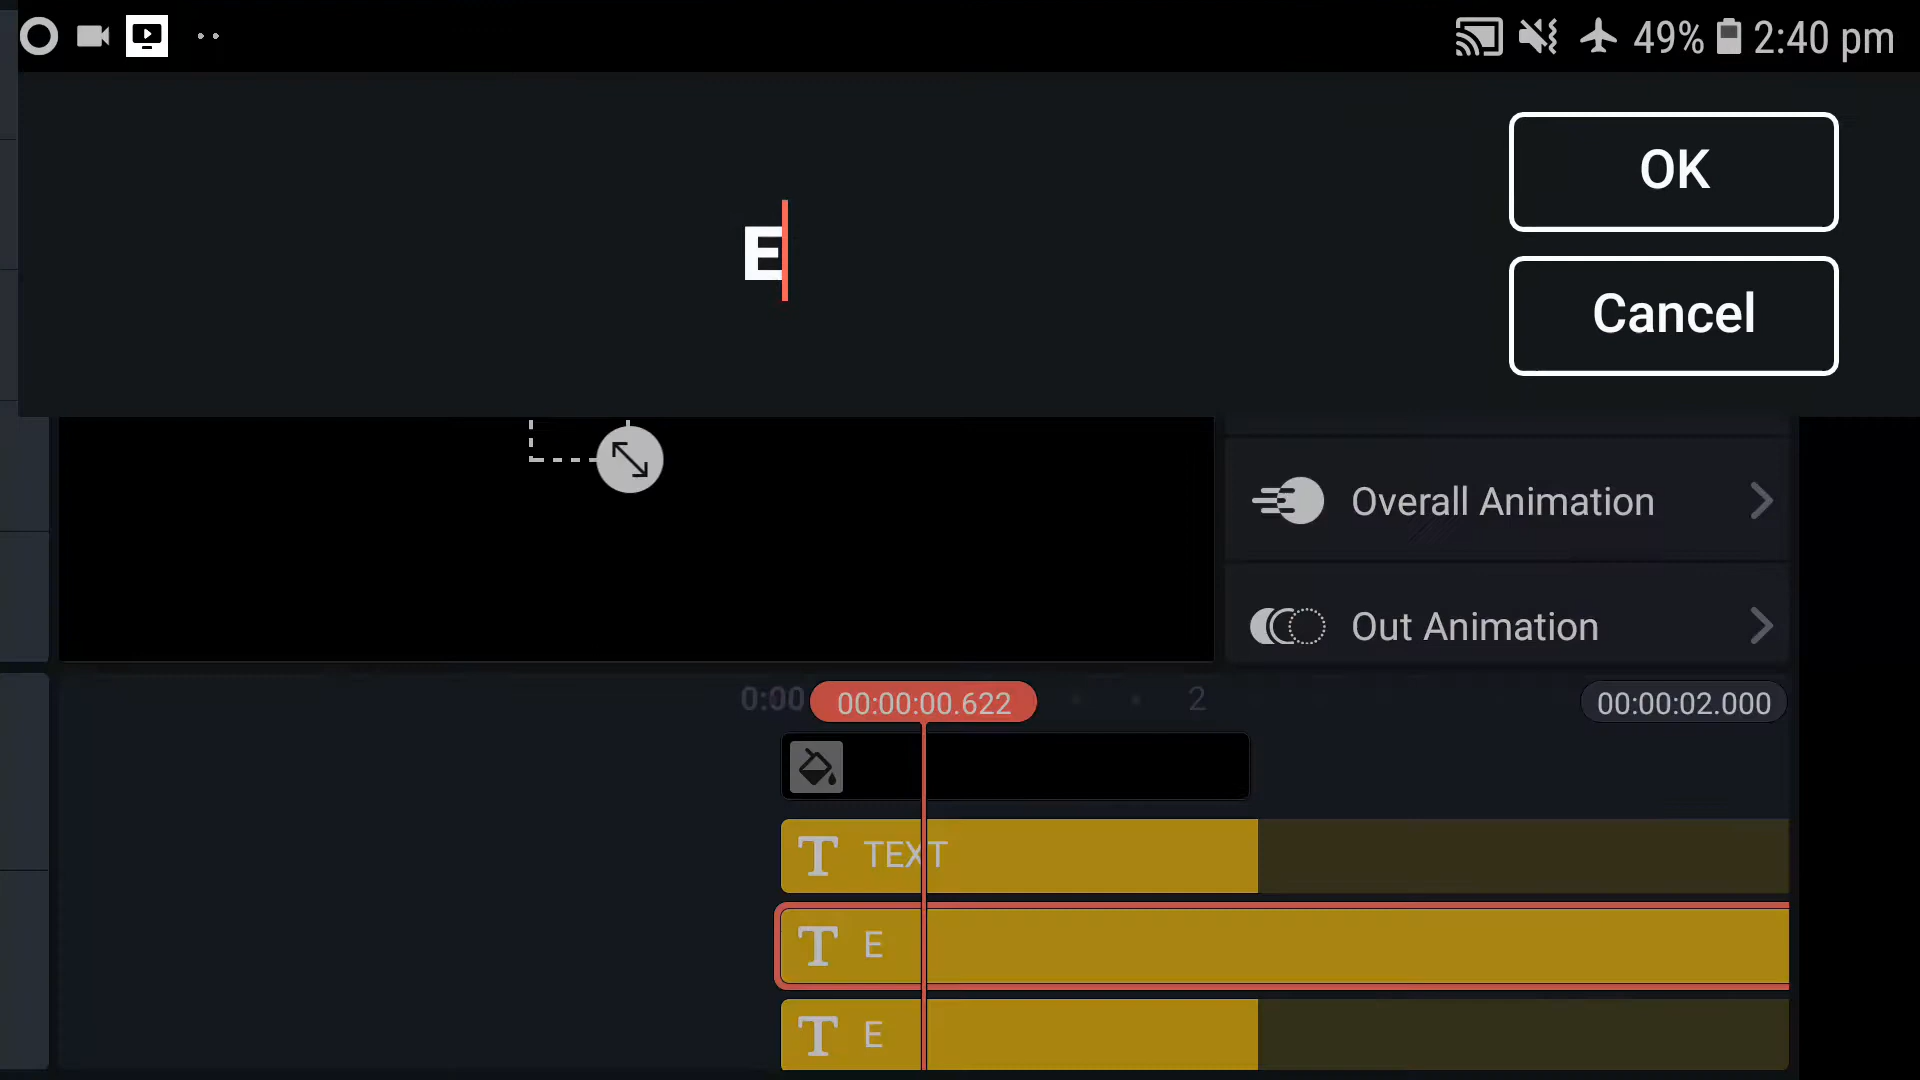 49% 2:40 pm
OK
E
Cancel
Overall Animation
Out Animation
0:00 00:00:00.622 2 00:00:02.000
T TEXT
T E
T E